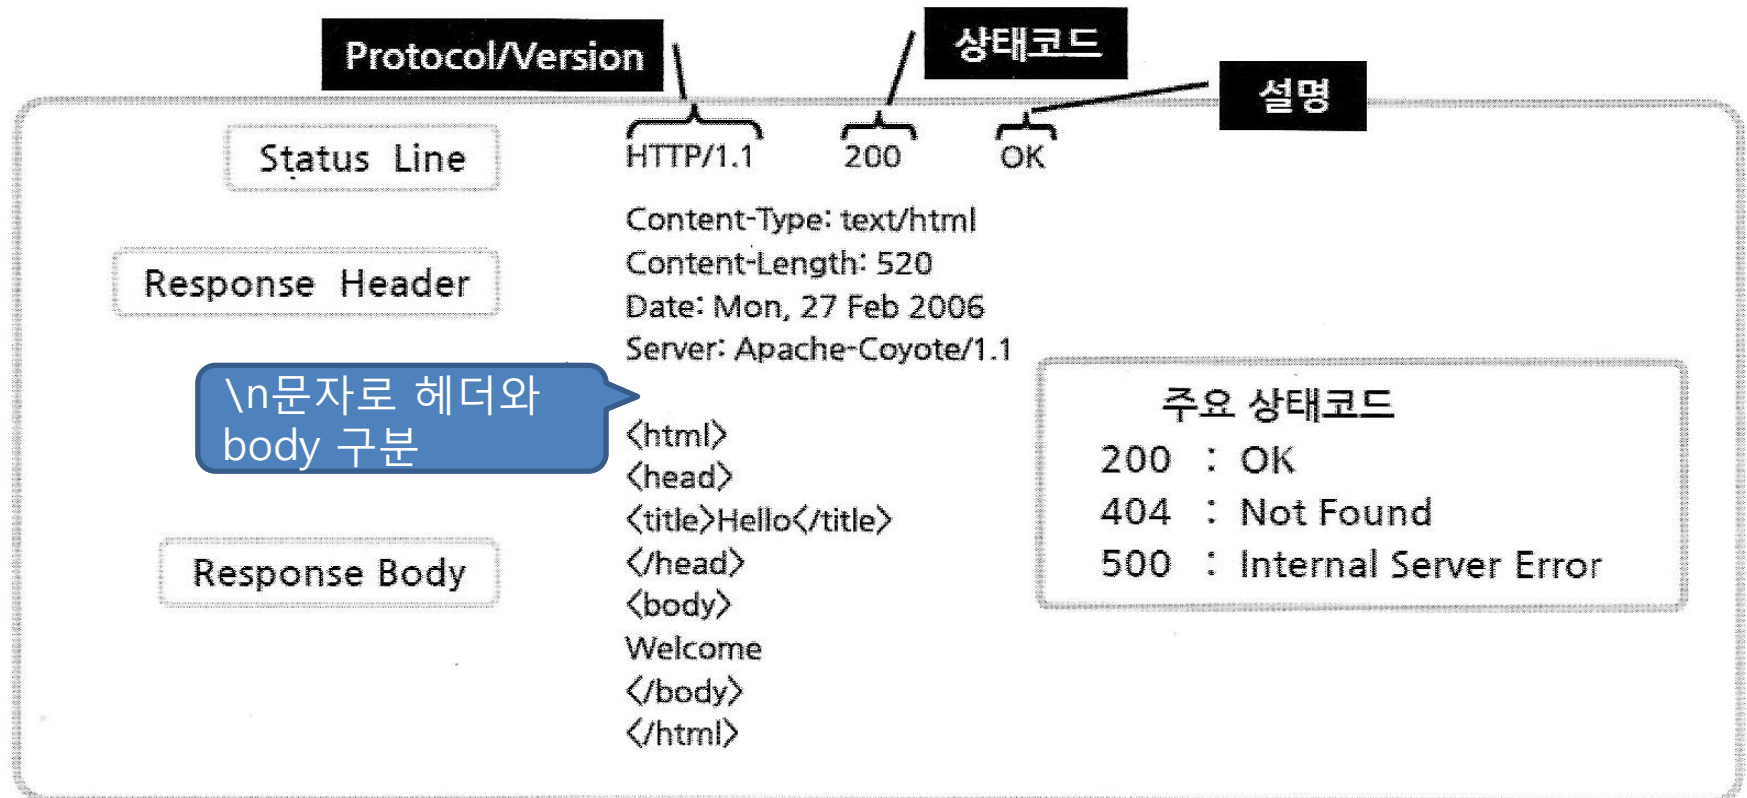 Protocol/Version
상태코드
설명
Status Line
HTTP/1.1 200 OK
Response Header
Content-Type: text/html
Content-Length: 520
Date: Mon, 27 Feb 2006
Server: Apache-Coyote/1.1
\n문자로 헤더와
body 구분
Response Body
<html>
<head>
<title>Hello</title>
</head>
<body>
Welcome
</body>
</html>
주요 상태코드
200 : OK
404 : Not Found
500 : Internal Server Error